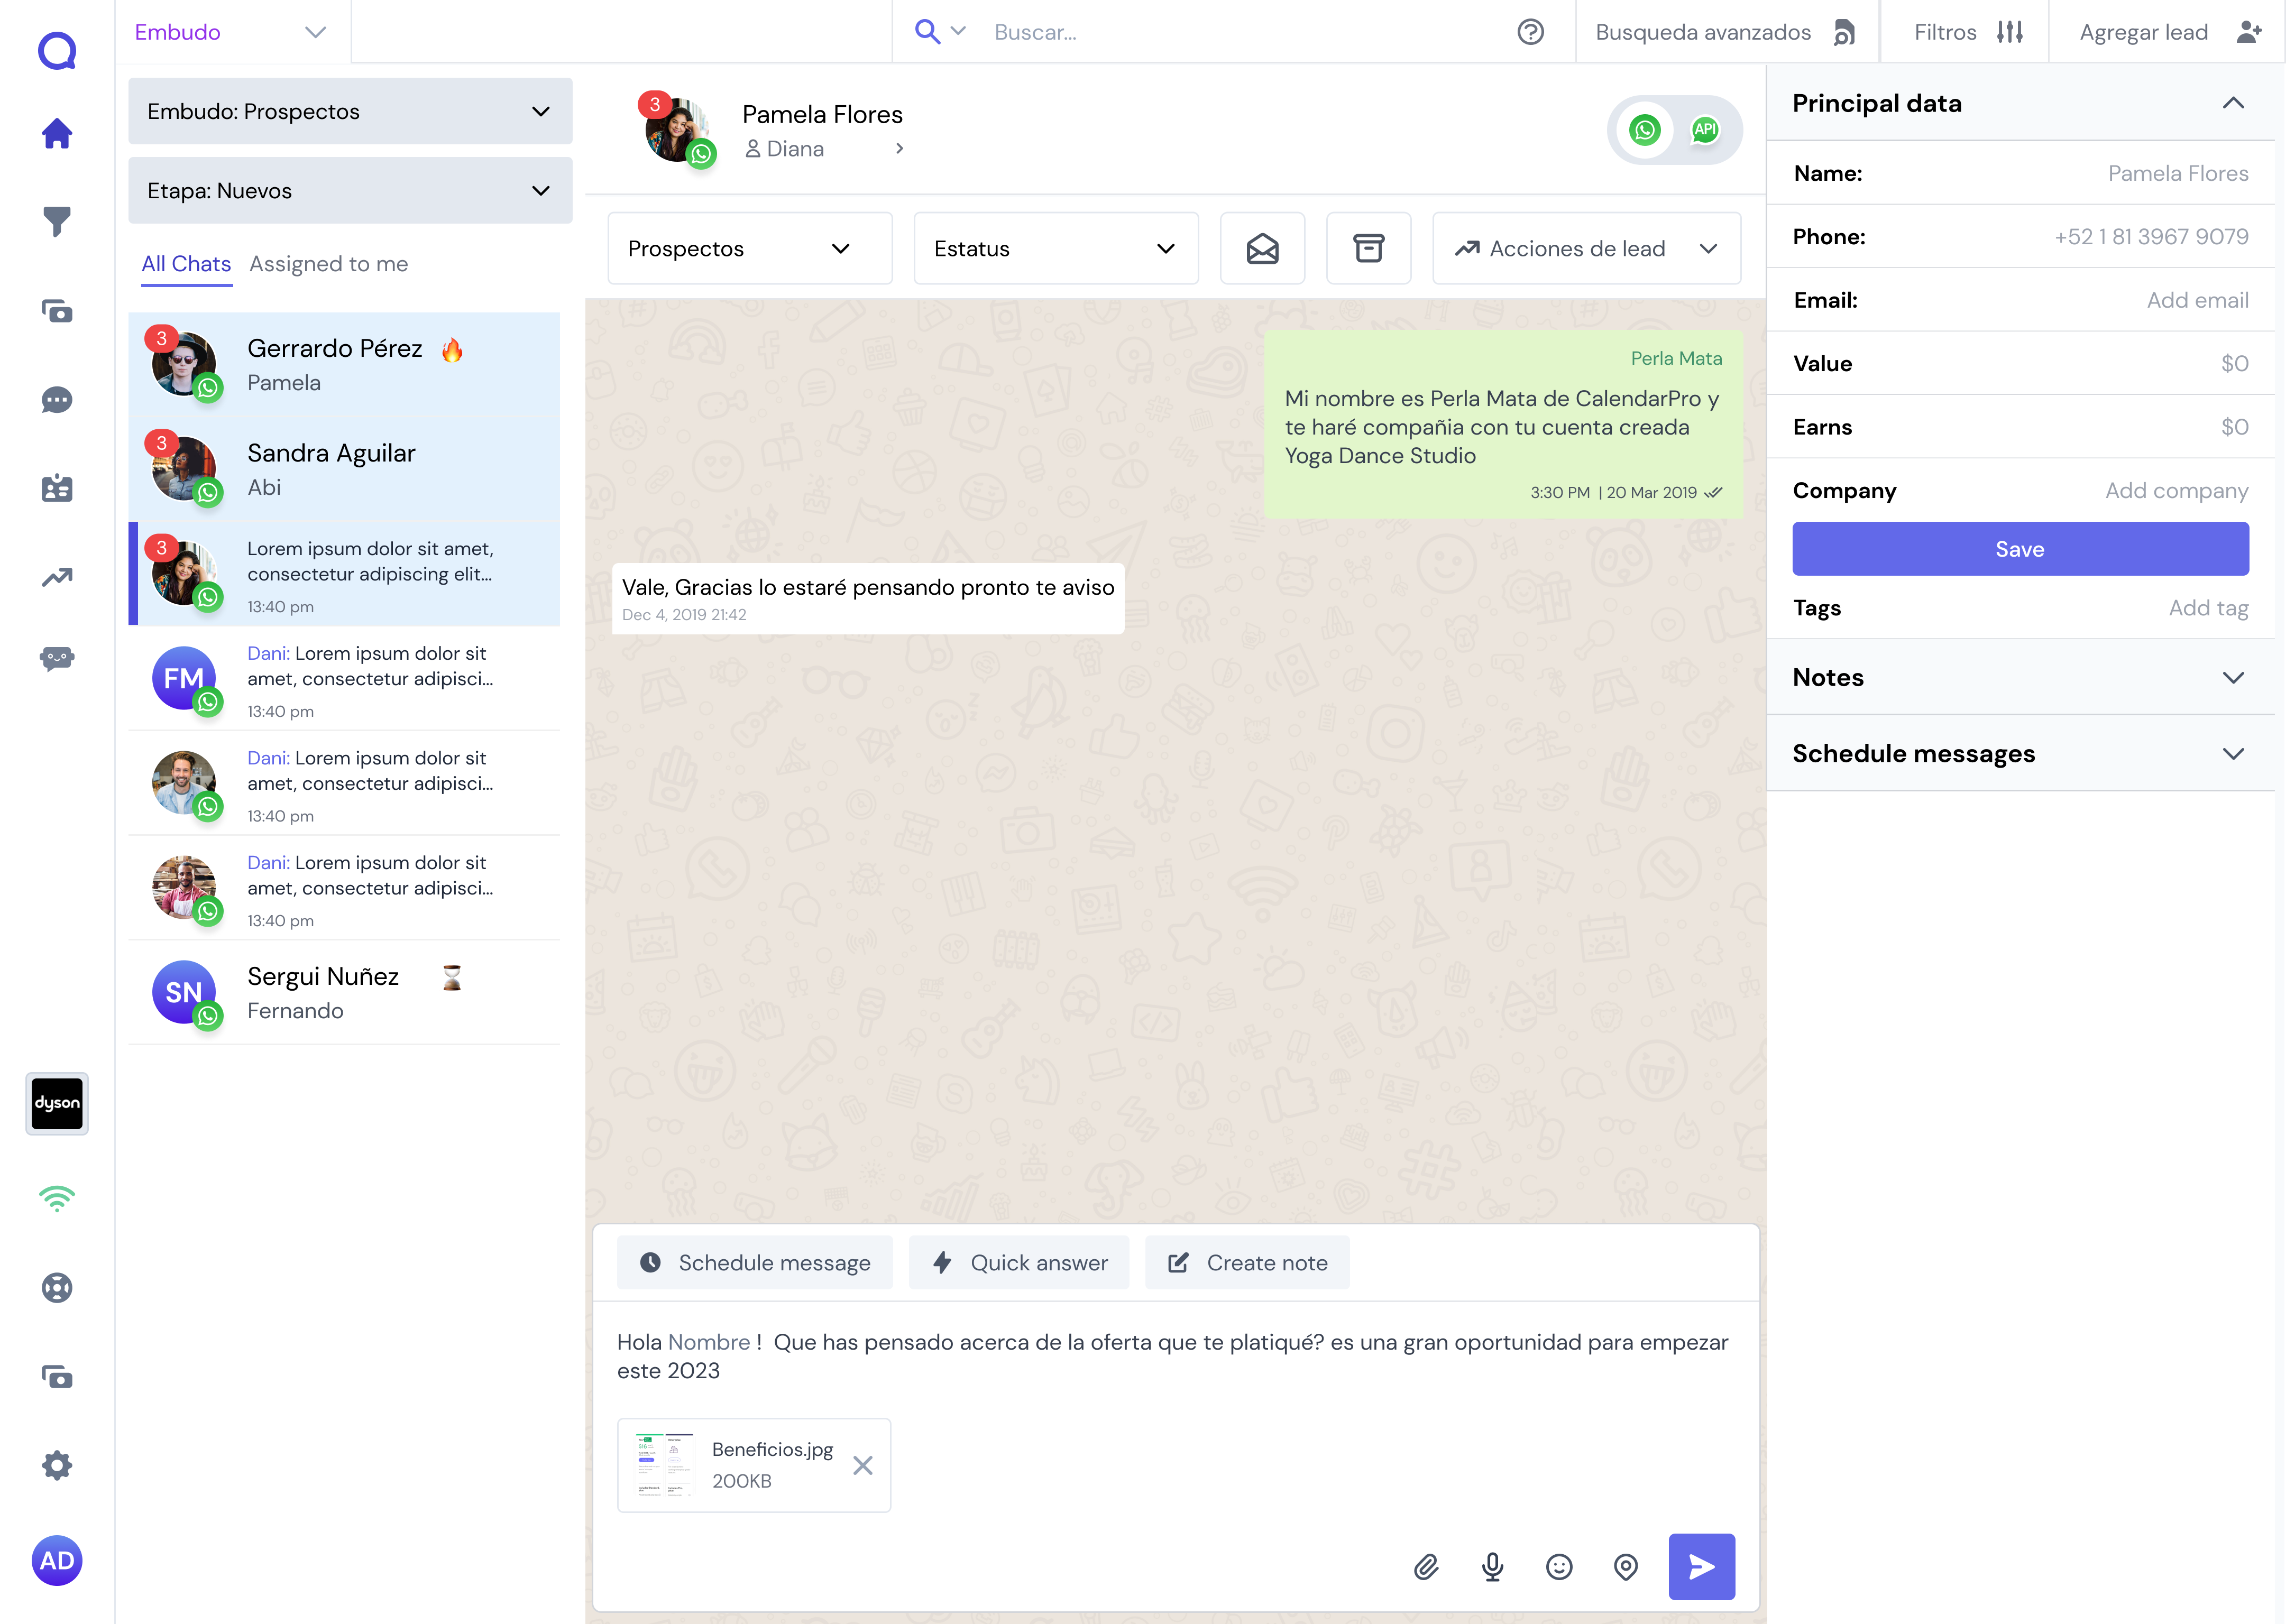 Embudo
Buscar...
Busqueda avanzados
Filtros
Agregar lead
Embudo: Prospectos
Etapa: Nuevos
All Chats
Assigned to me
3
Gerrardo Pérez
Pamela
3
Sandra Aguilar
Abi
3
Lorem ipsum dolor sit amet,
consectetur adipiscing elit...
13:40 pm
FM
Dani: Lorem ipsum dolor sit
amet, consectetur adipisci...
13:40 pm
Dani: Lorem ipsum dolor sit
amet, consectetur adipisci...
13:40 pm
Dani: Lorem ipsum dolor sit
amet, consectetur adipisci...
13:40 pm
SN
Sergui Nuñez
Fernando
dyson
AD
3
Pamela Flores
Diana
API
Prospectos
Estatus
Acciones de lead
Perla Mata
Mi nombre es Perla Mata de CalendarPro y
te haré compañia con tu cuenta creada
Yoga Dance Studio
3:30 PM | 20 Mar 2019
Vale, Gracias lo estaré pensando pronto te aviso
Dec 4, 2019 21:42
Schedule message
Quick answer
Create note
Hola Nombre ! Que has pensado acerca de la oferta que te platiqué? es una gran oportunidad para empezar
este 2023
Beneficios.jpg
200KB
Principal data
Name: Pamela Flores
Phone: +52 1 81 3967 9079
Email: Add email
Value $0
Earns $0
Company Add company
Save
Tags Add tag
Notes
Schedule messages